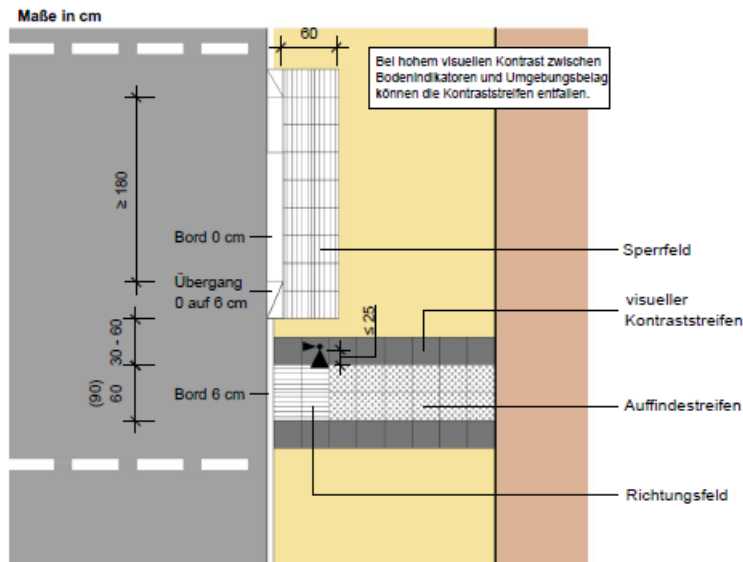 Maße in cm
60
Bei hohem visuellen Kontrast zwischen
Bodenindikatoren und Umgebungsbelag
können die Kontraststreifen entfallen.
≥ 180
Bord 0 cm
Sperrfeld
Übergang
0 auf 6 cm
≤ 25
visueller
Kontraststreifen
30 - 60
(90)
60
Bord 6 cm
Auffindestreifen
Richtungsfeld